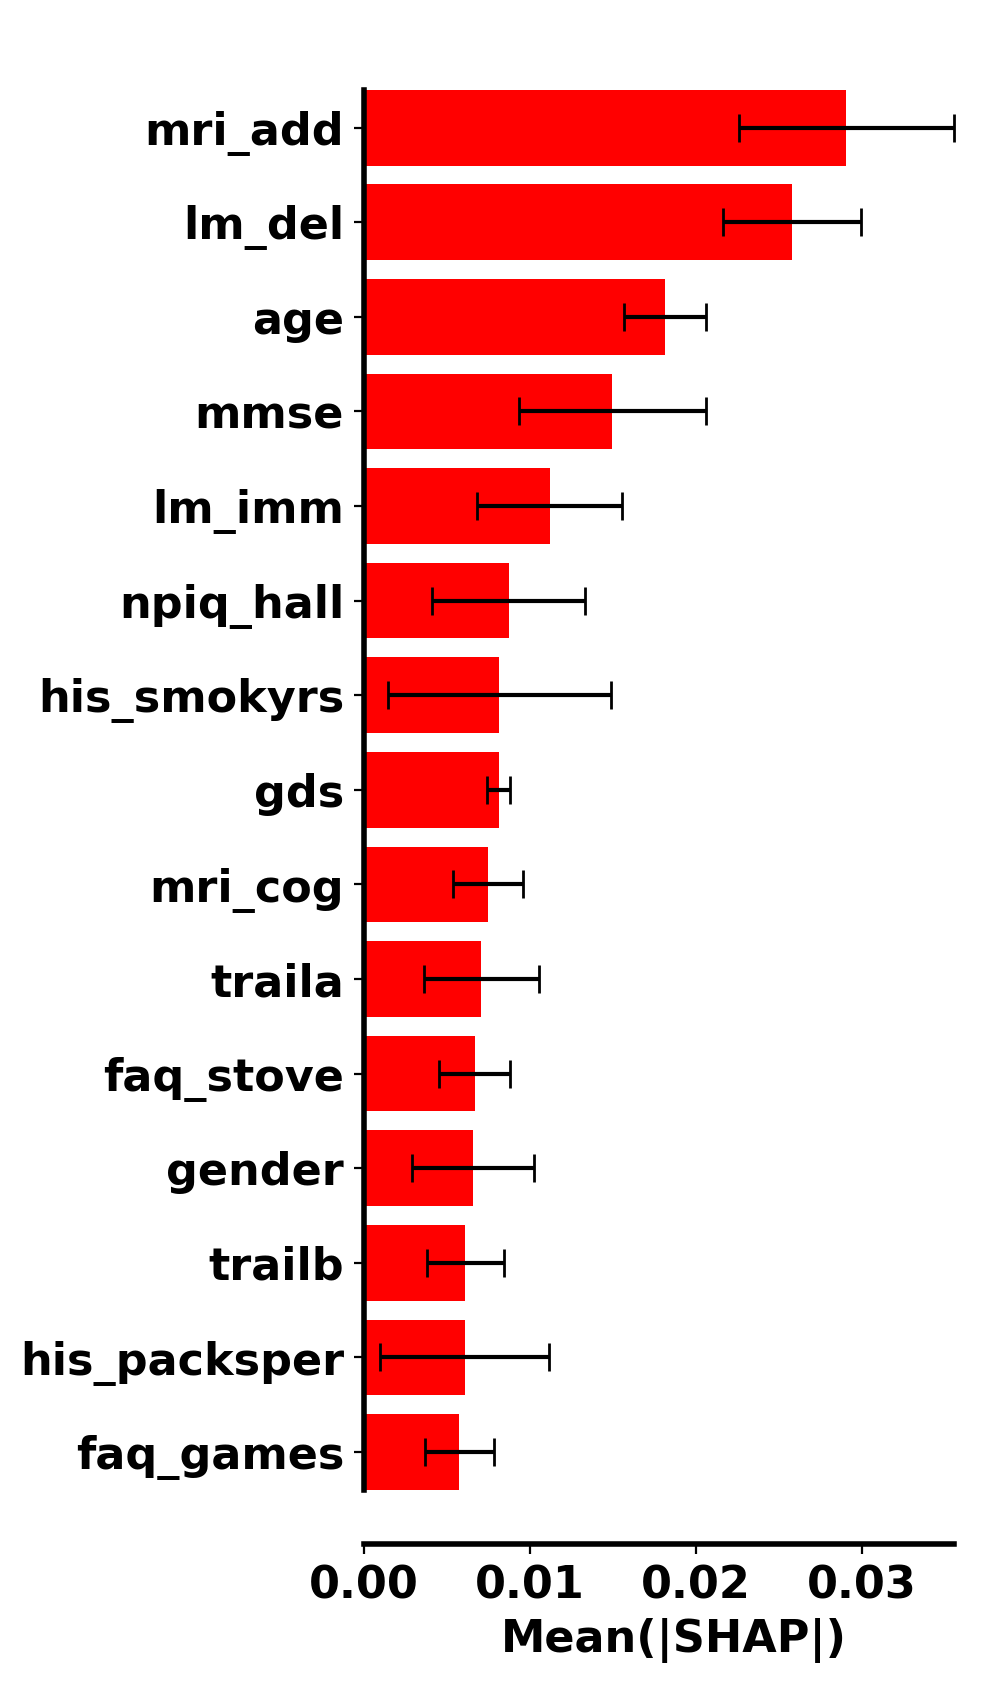 mri_add
lm_del
age
mmse
lm_imm
npiq_hall
his_smokyrs
gds
mri_cog
traila
faq_stove
gender
trailb
his_packsper
faq_games
0.00 0.01 0.02 0.03
Mean(|SHAP|)